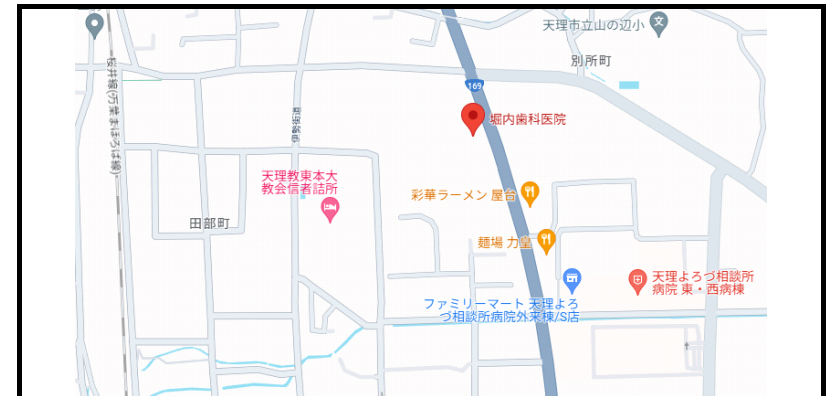 天理市立山の辺小
別所町
169
桜井線(万葉まほろば線)
伊勢街道
堀内歯科医院
天理教東本大
教会信者詰所
彩華ラーメン 屋台
田部町
麺場 力皇
天理よろづ相談所
病院 東・西病棟
ファミリーマート 天理よろ
づ相談所病院外来棟/S店